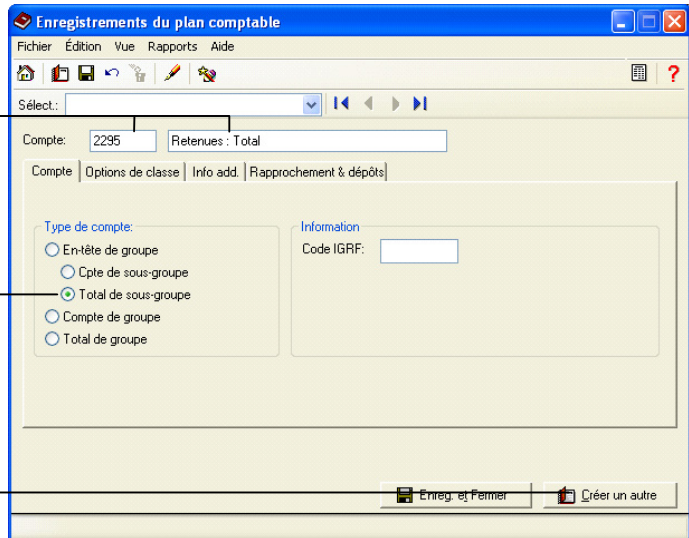 Enregistrements du plan comptable
Fichier Édition Vue Rapports Aide
Sélect.:
Compte: 2295 Retenues : Total
Compte Options de classe Info add. Rapprochement & dépôts
Type de compte:
En-tête de groupe
Cpte de sous-groupe
Total de sous-groupe
Compte de groupe
Total de groupe
Information
Code IGRF:
Enreg. et Fermer Créer un autre